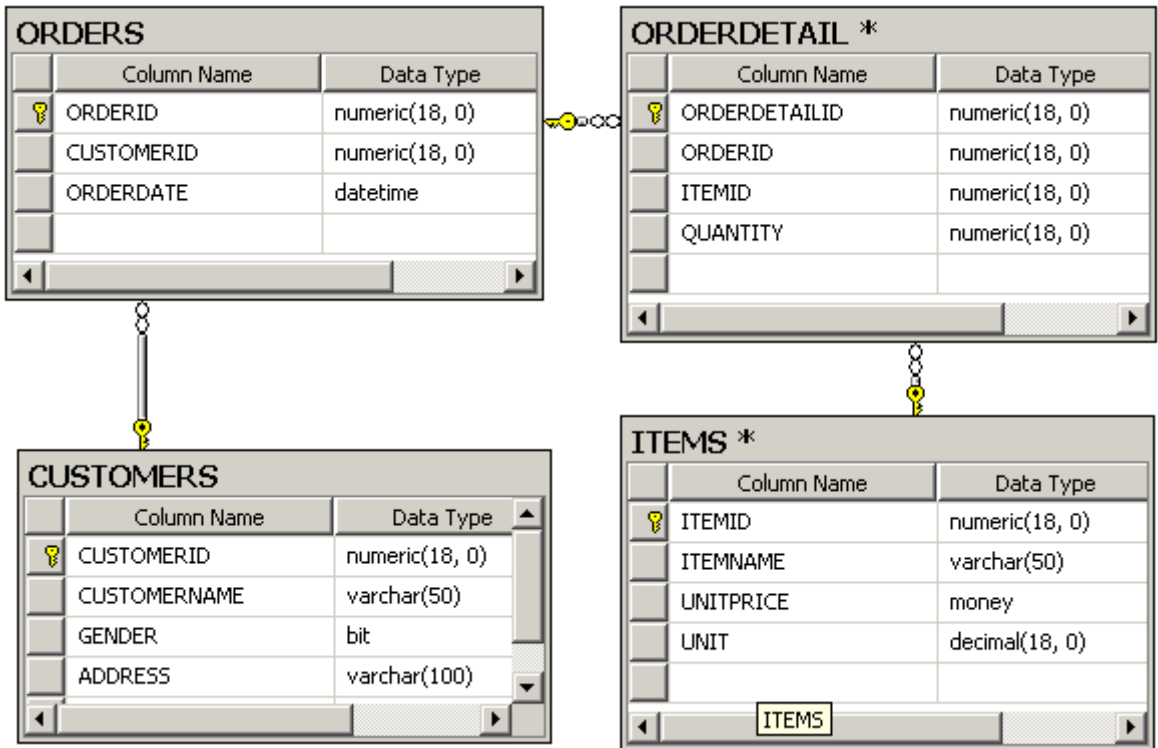 ORDERS
Column Name Data Type
ORDERID numeric(18, 0)
CUSTOMERID numeric(18, 0)
ORDERDATE datetime
ORDERDETAIL *
Column Name Data Type
ORDERDETAILID numeric(18, 0)
ORDERID numeric(18, 0)
ITEMID numeric(18, 0)
QUANTITY numeric(18, 0)
CUSTOMERS
Column Name Data Type
CUSTOMERID numeric(18, 0)
CUSTOMERNAME varchar(50)
GENDER bit
ADDRESS varchar(100)
ITEMS *
Column Name Data Type
ITEMID numeric(18, 0)
ITEMNAME varchar(50)
UNITPRICE money
UNIT decimal(18, 0)
ITEMS